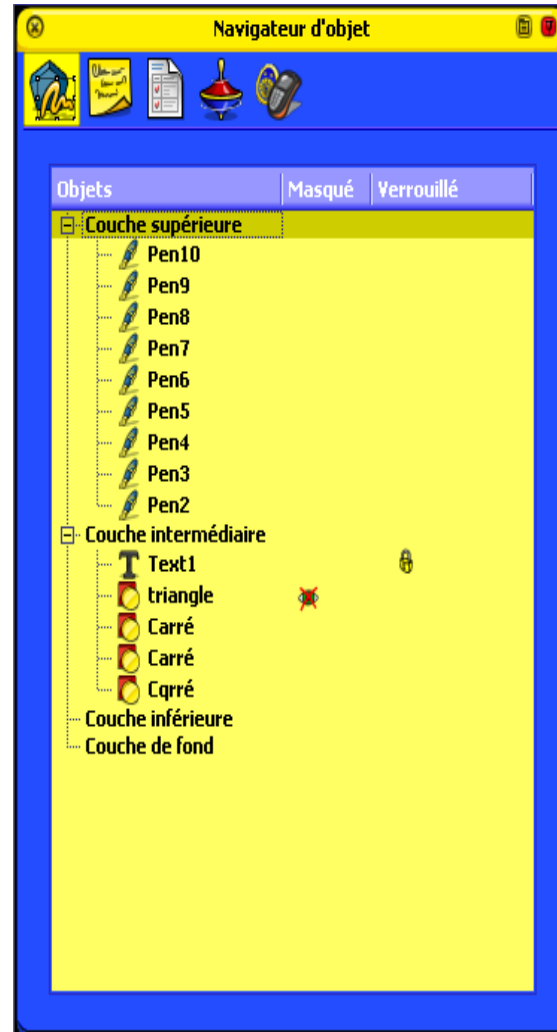 Navigateur d'objet
Objets Masqué Verrouillé
Couche supérieure
Pen10
Pen9
Pen8
Pen7
Pen6
Pen5
Pen4
Pen3
Pen2
Couche intermédiaire
Text1
triangle
Carré
Carré
Cqrré
Couche inférieure
Couche de fond